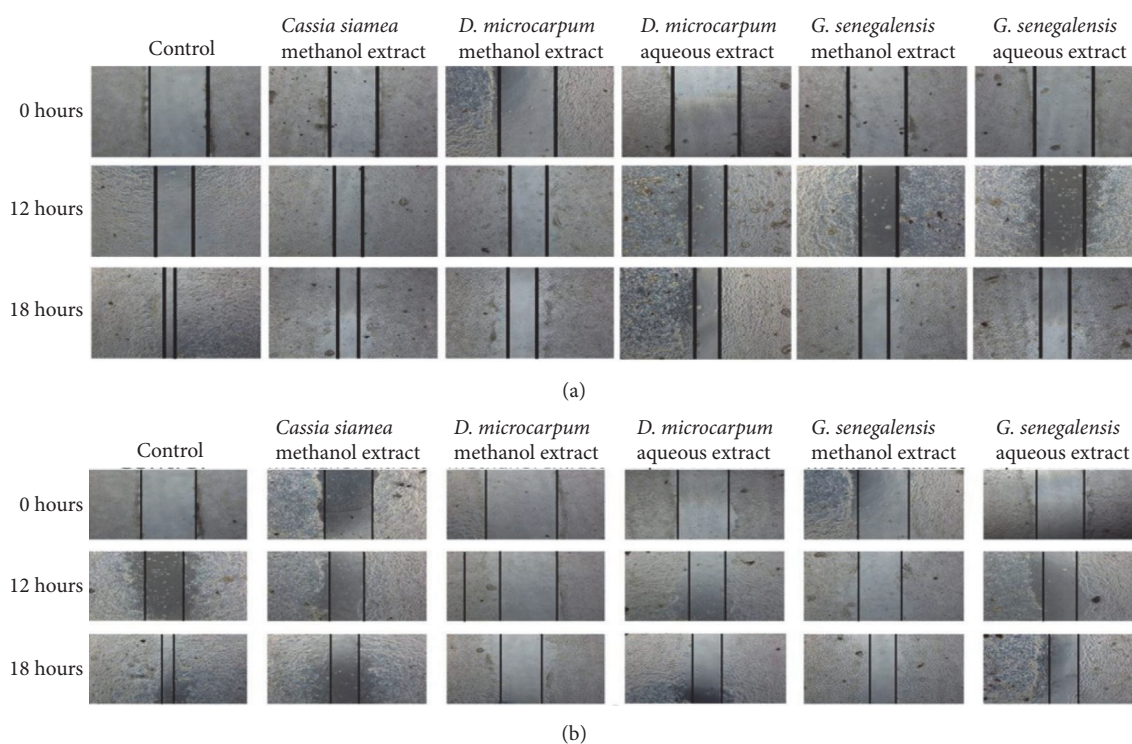 Control
Cassia siamea
methanol extract
D. microcarpum
methanol extract
D. microcarpum
aqueous extract
G. senegalensis
methanol extract
G. senegalensis
aqueous extract
0 hours
12 hours
18 hours
(a)
Control
Cassia siamea
methanol extract
D. microcarpum
methanol extract
D. microcarpum
aqueous extract
G. senegalensis
methanol extract
G. senegalensis
aqueous extract
0 hours
12 hours
18 hours
(b)